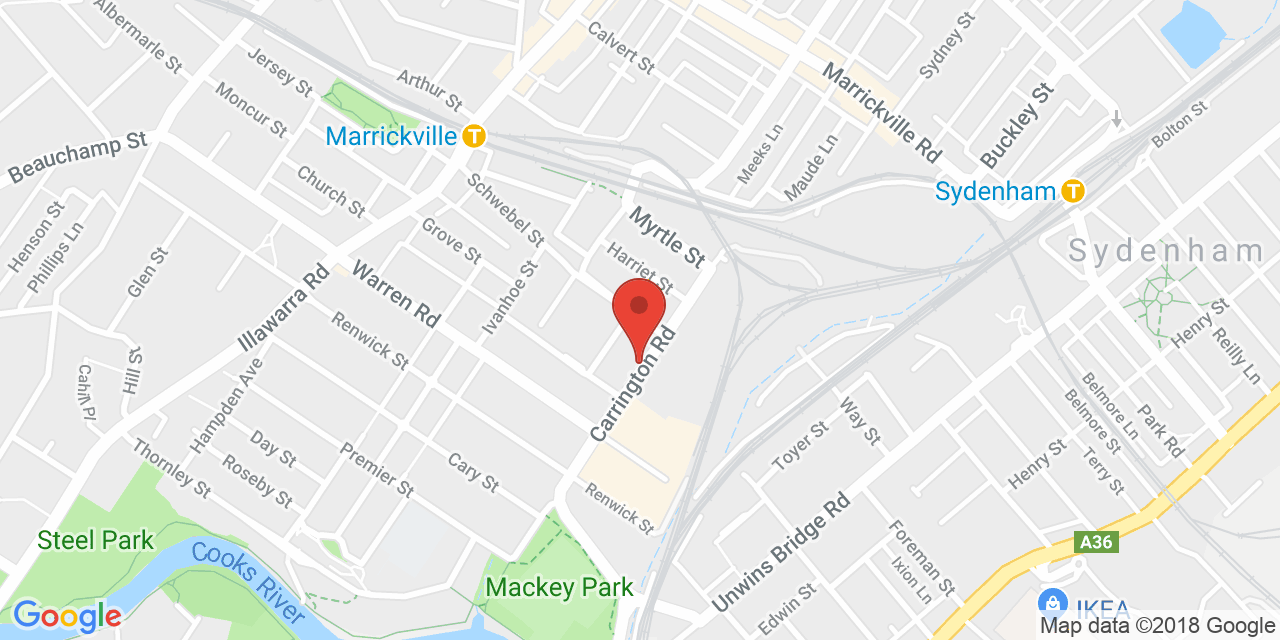 Albermarle St
Jersey St
Moncur St
Arthur St
Calvert St
Marrickville Rd
Sydney St
Buckley St
Bolton St
Marrickville
T
Beauchamp St
Meeks Ln
Maude Ln
Sydenham
T
Church St
Schwebel St
Henson St
Phillips Ln
Glen St
Grove St
Myrtle St
Harriet St
Sydenham
Illawarra Rd
Warren Rd
Ivanhoe St
Renwick St
Henry St
Reilly Ln
Carrington Rd
Cahill Pl
Hill St
Hampden Ave
Way St
Belmore Ln
Belmore St
Park Rd
Thornley St
Day St
Roseby St
Premier St
Cary St
Toyer St
Henry St
Terry St
Renwick St
Unwins Bridge Rd
Foreman St
Ixion Ln
A36
Steel Park
Cooks River
Mackey Park
Edwin St
IKEA
Google
Map data ©2018 Google